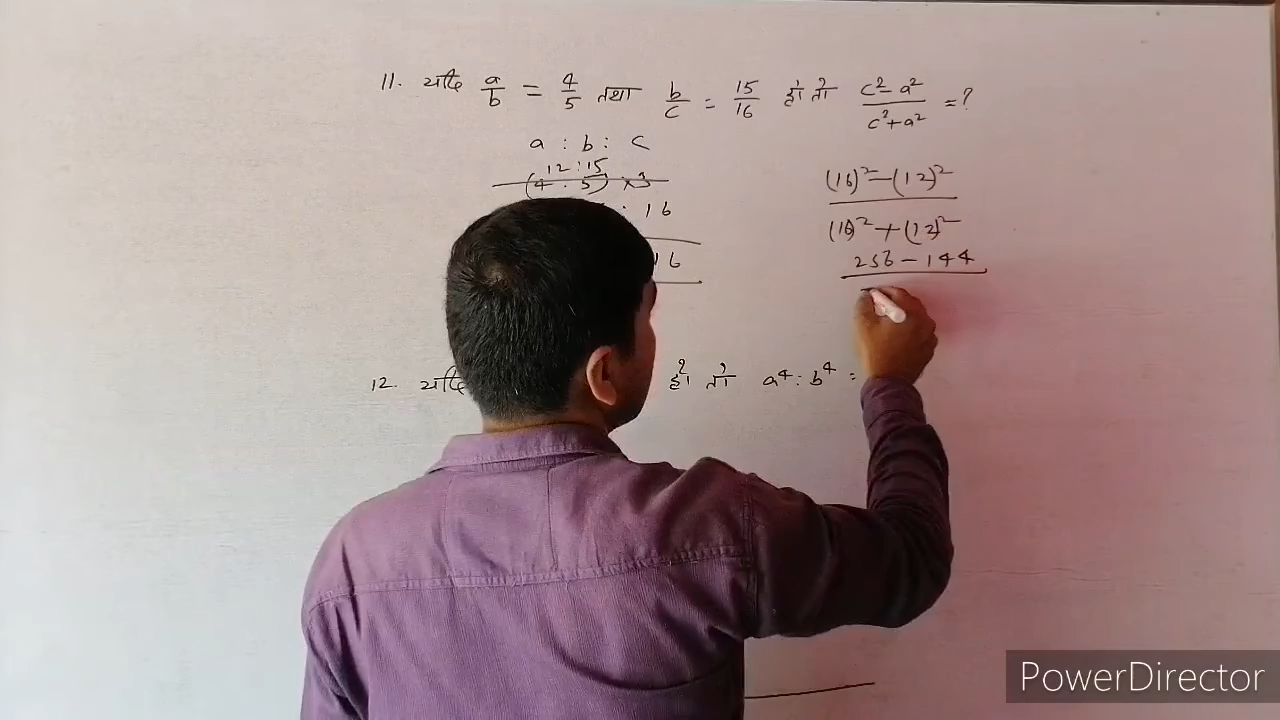 11. यदि a/b = 4/5 तथा b/c = 15/16 हो तो c²-a²/c²+a² = ?
a : b : c
12 : 15
(4 : 5) ×3
: 16
16
(16)²-(12)²
(16)²+(12)²
256-144
12. यदि हो तो a⁴:b⁴ =
PowerDirector